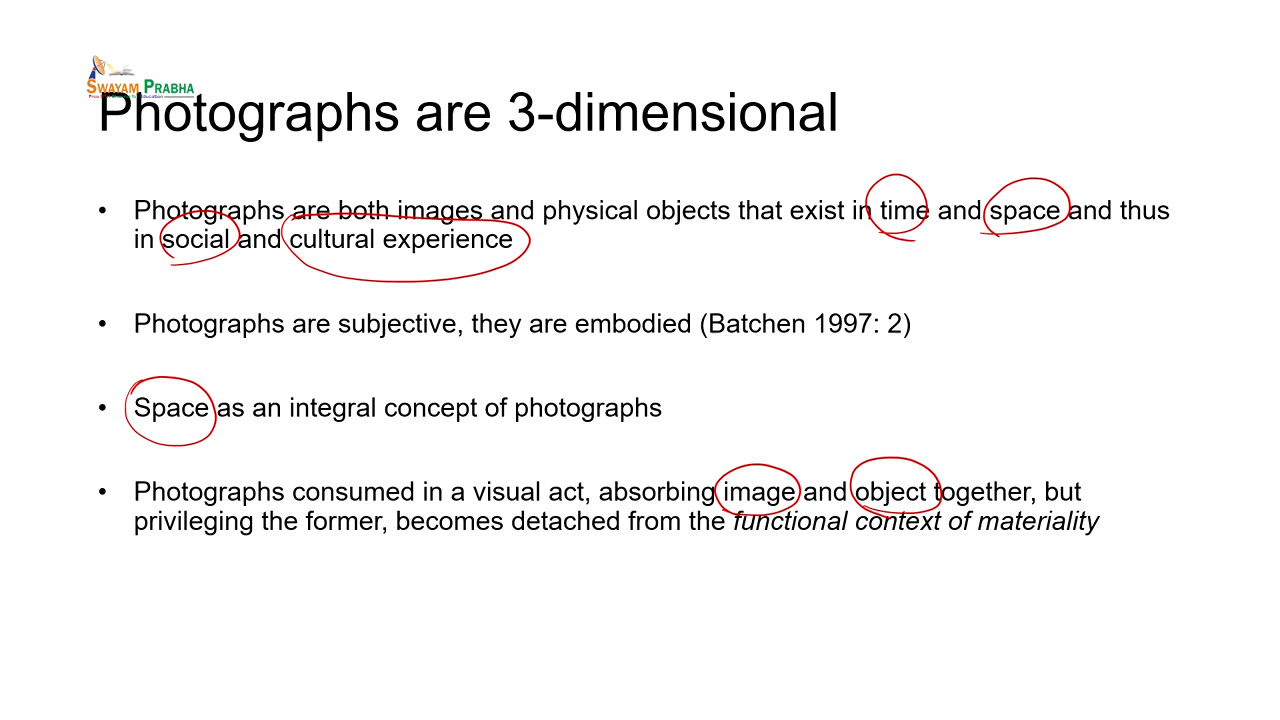 SWAYAM PRABHA
Photographs are 3-dimensional
• Photographs are both images and physical objects that exist in time and space and thus
in social and cultural experience
• Photographs are subjective, they are embodied (Batchen 1997: 2)
• Space as an integral concept of photographs
• Photographs consumed in a visual act, absorbing image and object together, but
privileging the former, becomes detached from the functional context of materiality